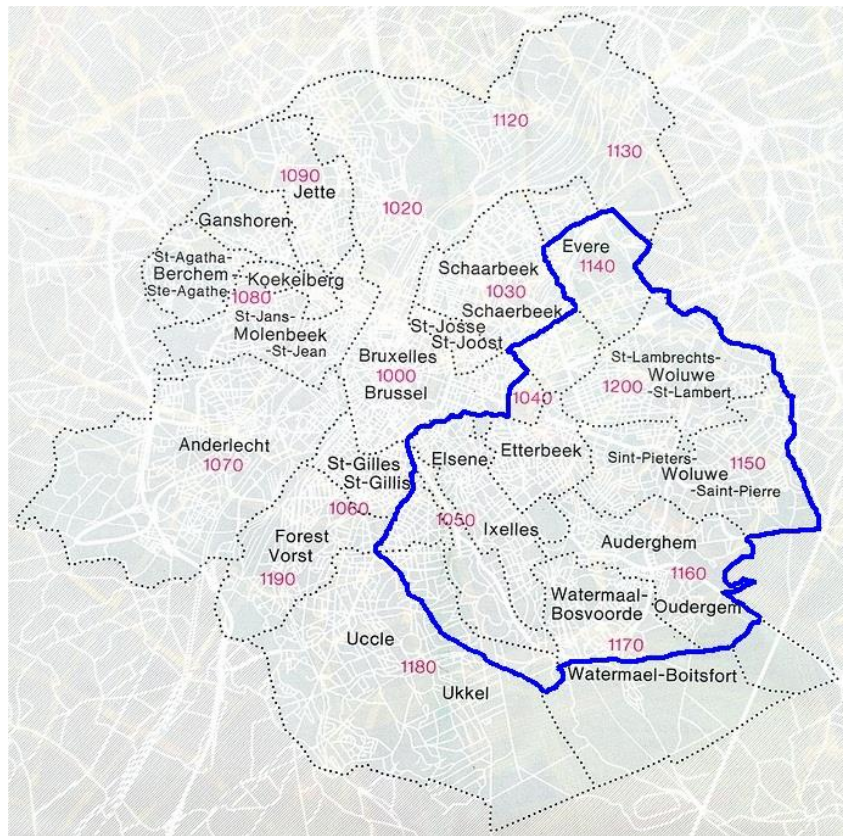 1120
1130
1090
Jette
1020
Ganshoren
Evere
1140
St-Agatha-
Berchem-
Ste-Agathe
Koekelberg
1080
Schaarbeek
1030
Schaerbeek
St-Jans-
Molenbeek
-St-Jean
St-Josse
St-Joost
Bruxelles
1000
Brussel
St-Lambrechts-
Woluwe
1200
-St-Lambert
1040
Anderlecht
1070
St-Gilles
St-Gillis
1060
Elsene
Etterbeek
Sint-Pieters-
Woluwe
1150
-Saint-Pierre
1050
Ixelles
Forest
Vorst
1190
Auderghem
1160
Watermaal-
Bosvoorde
Oudergem
1170
Watermael-Boitsfort
Uccle
1180
Ukkel